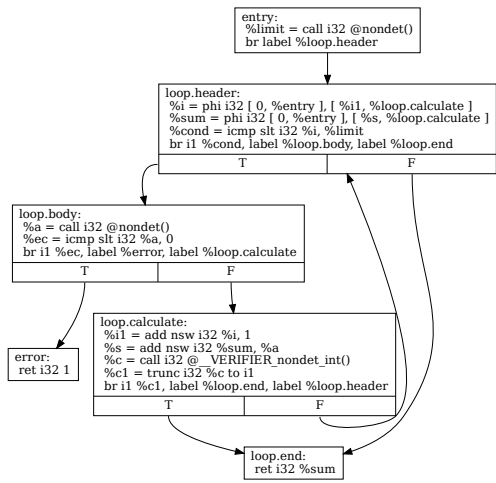 entry:
%limit = call i32 @nondet()
br label %loop.header
loop.header:
%i = phi i32 [ 0, %entry ], [ %i1, %loop.calculate ]
%sum = phi i32 [ 0, %entry ], [ %s, %loop.calculate ]
%cond = icmp slt i32 %i, %limit
br i1 %cond, label %loop.body, label %loop.end
T F
loop.body:
%a = call i32 @nondet()
%ec = icmp slt i32 %a, 0
br i1 %ec, label %error, label %loop.calculate
T F
loop.calculate:
%i1 = add nsw i32 %i, 1
%s = add nsw i32 %sum, %a
%c = call i32 @__VERIFIER_nondet_int()
%c1 = trunc i32 %c to i1
br i1 %c1, label %loop.end, label %loop.header
T F
error:
ret i32 1
loop.end:
ret i32 %sum